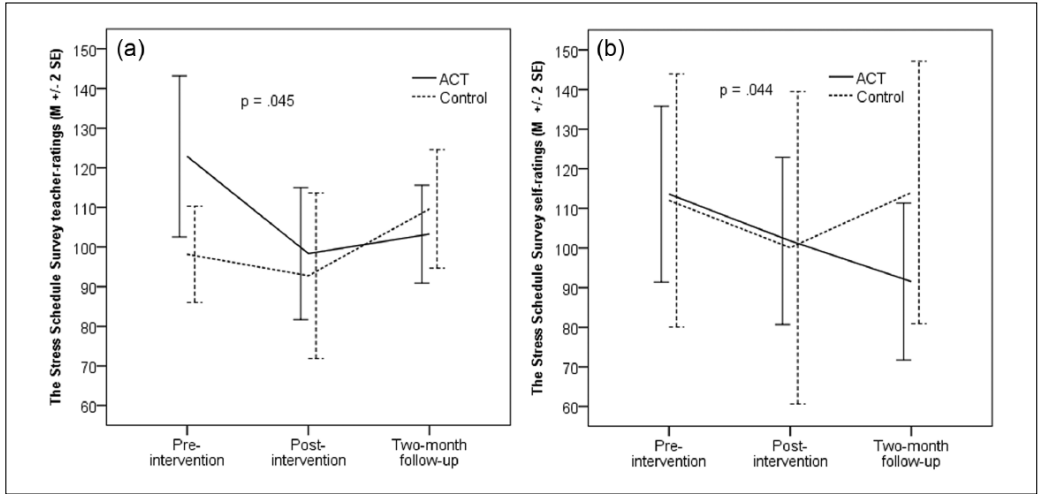 (a)
The Stress Schedule Survey teacher-ratings (M +/- 2 SE)
150
140
130
120
110
100
90
80
70
60
p = .045
ACT
Control
Pre-
intervention
Post-
intervention
Two-month
follow-up
(b)
The Stress Schedule Survey self-ratings (M +/- 2 SE)
150
140
130
120
110
100
90
80
70
60
p = .044
ACT
Control
Pre-
intervention
Post-
intervention
Two-month
follow-up